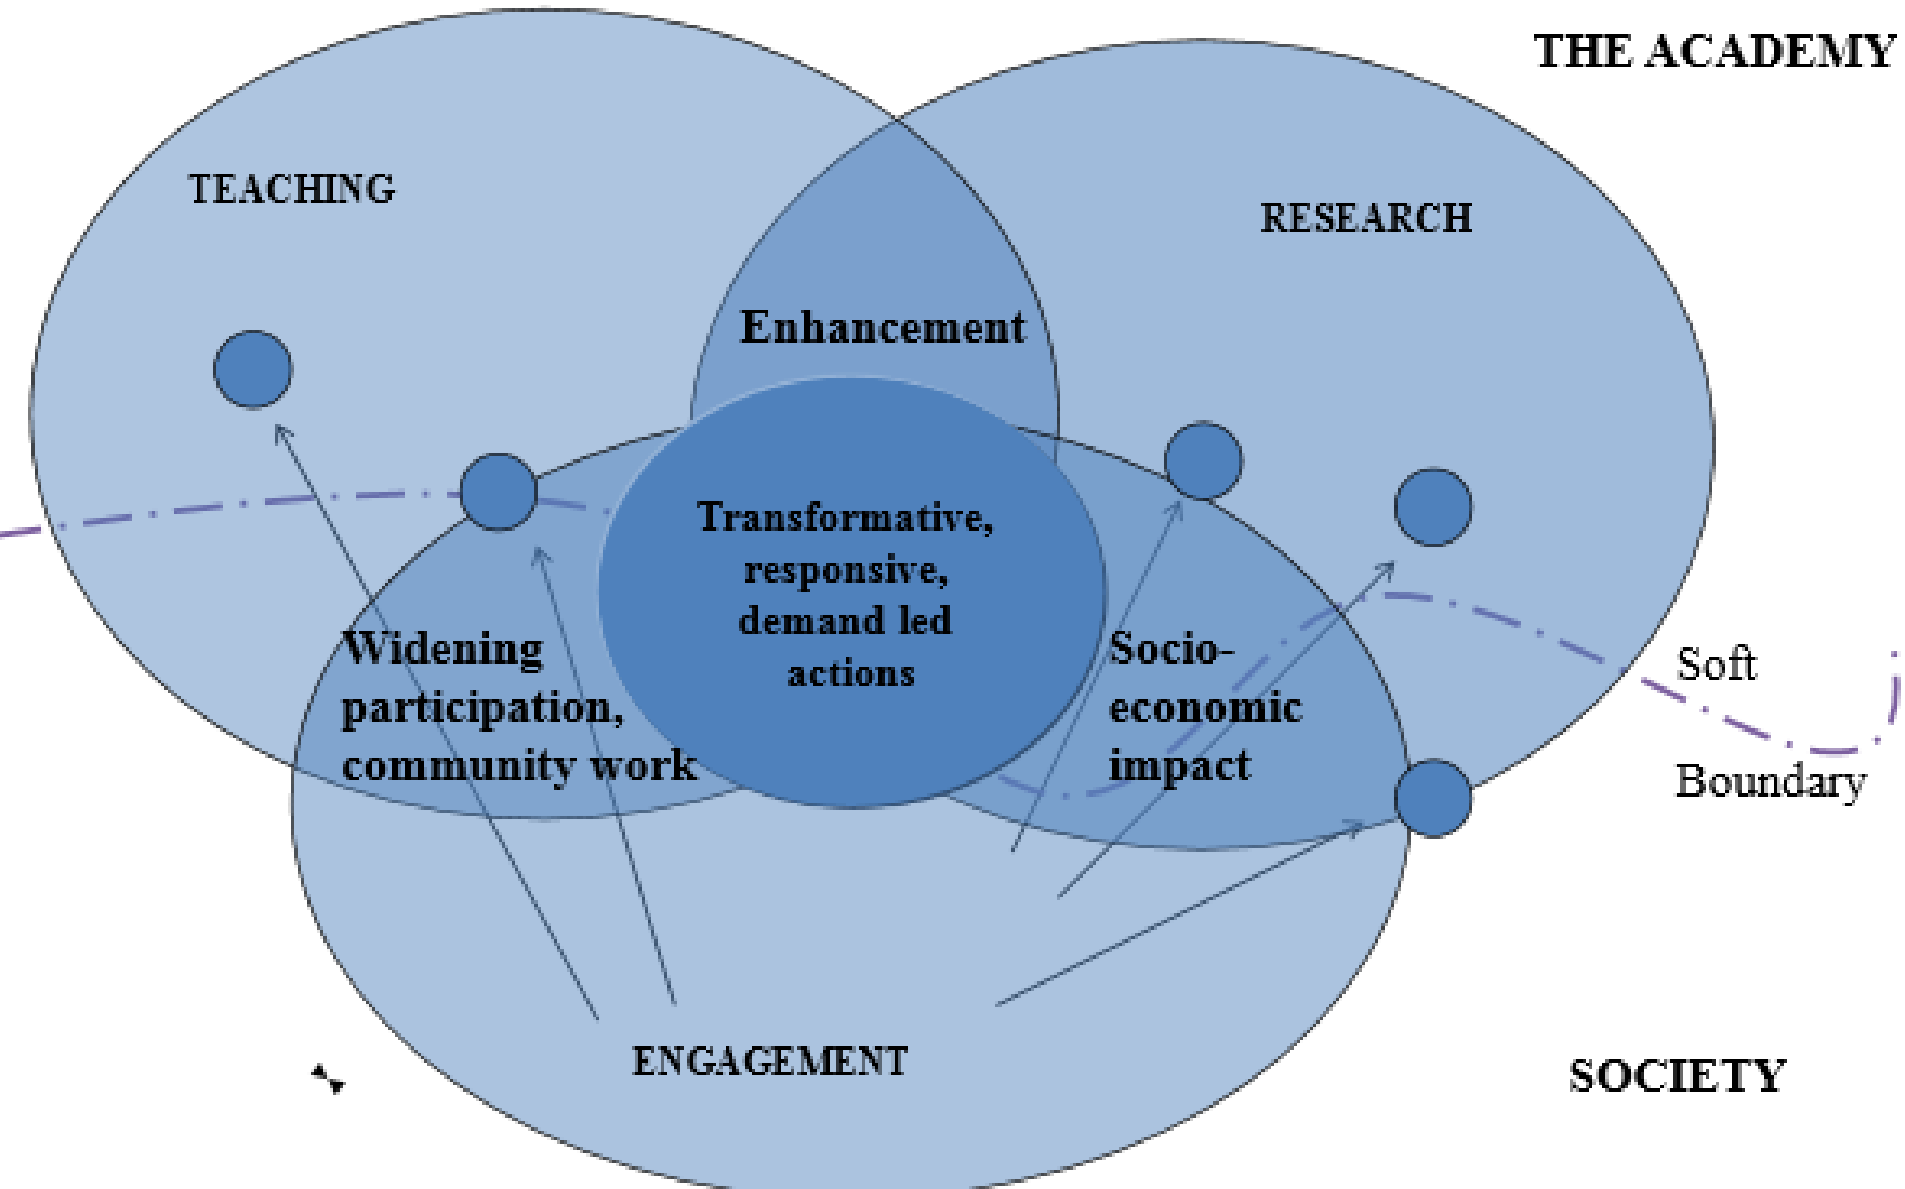 THE ACADEMY
TEACHING
RESEARCH
Enhancement
Transformative,
responsive,
demand led
actions
Widening
participation,
community work
Socio-
economic
impact
Soft
Boundary
ENGAGEMENT
SOCIETY